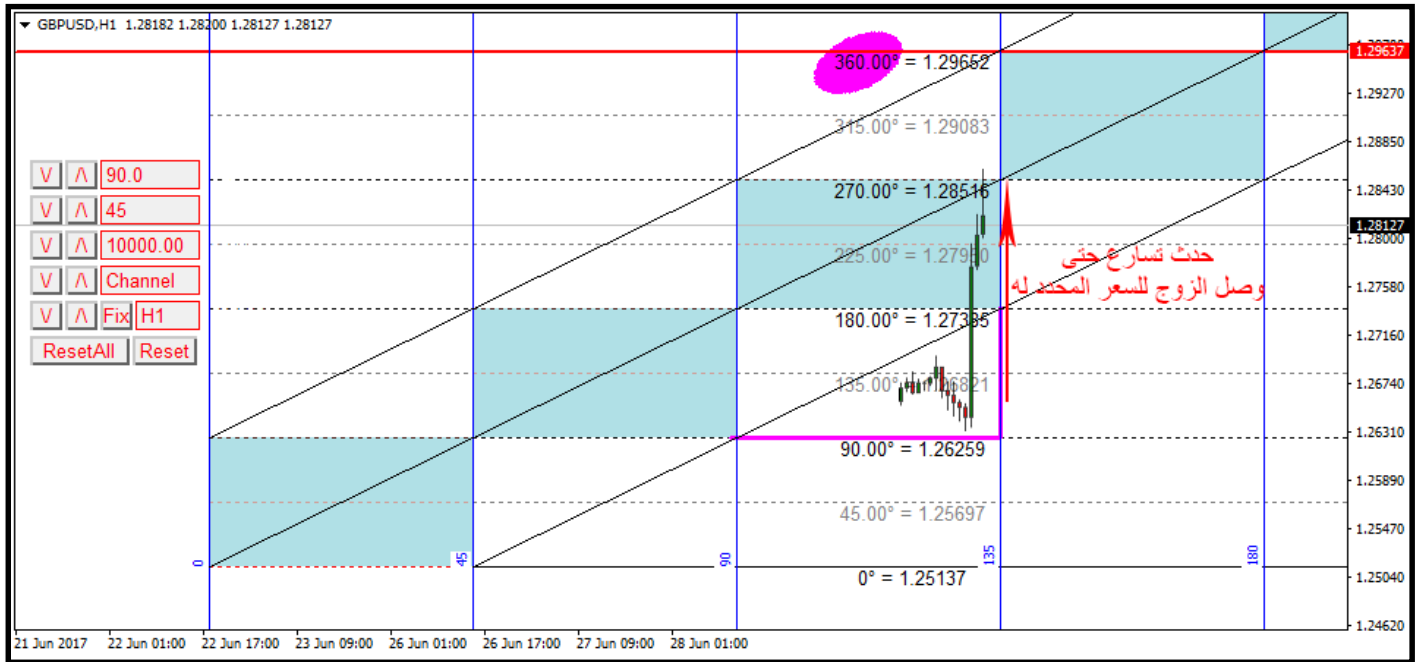 GBPUSD,H1 1.28182 1.28200 1.28127 1.28127
1.29637
360.00° = 1.29652
1.29270
315.00° = 1.29083
1.28850
\/ /\ 90.0
270.00° = 1.28516
1.28430
\/ /\ 45
1.28127
1.28000
\/ /\ 10000.00
حدث تسارع حتى
وصل الزوج للسعر المحدد له
\/ /\ Channel
1.27580
\/ /\ Fix H1
180.00° = 1.27385
1.27160
ResetAll Reset
135.00° = 1.26821
1.26740
1.26310
90.00° = 1.26259
1.25890
45.00° = 1.25697
1.25470
0 45 90 135 180
0° = 1.25137
1.25040
1.24620
21 Jun 2017 22 Jun 01:00 22 Jun 17:00 23 Jun 09:00 26 Jun 01:00 26 Jun 17:00 27 Jun 09:00 28 Jun 01:00